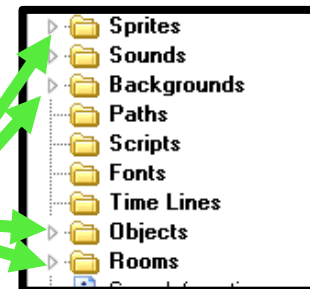 Sprites
Sounds
Backgrounds
Paths
Scripts
Fonts
Time Lines
Objects
Rooms